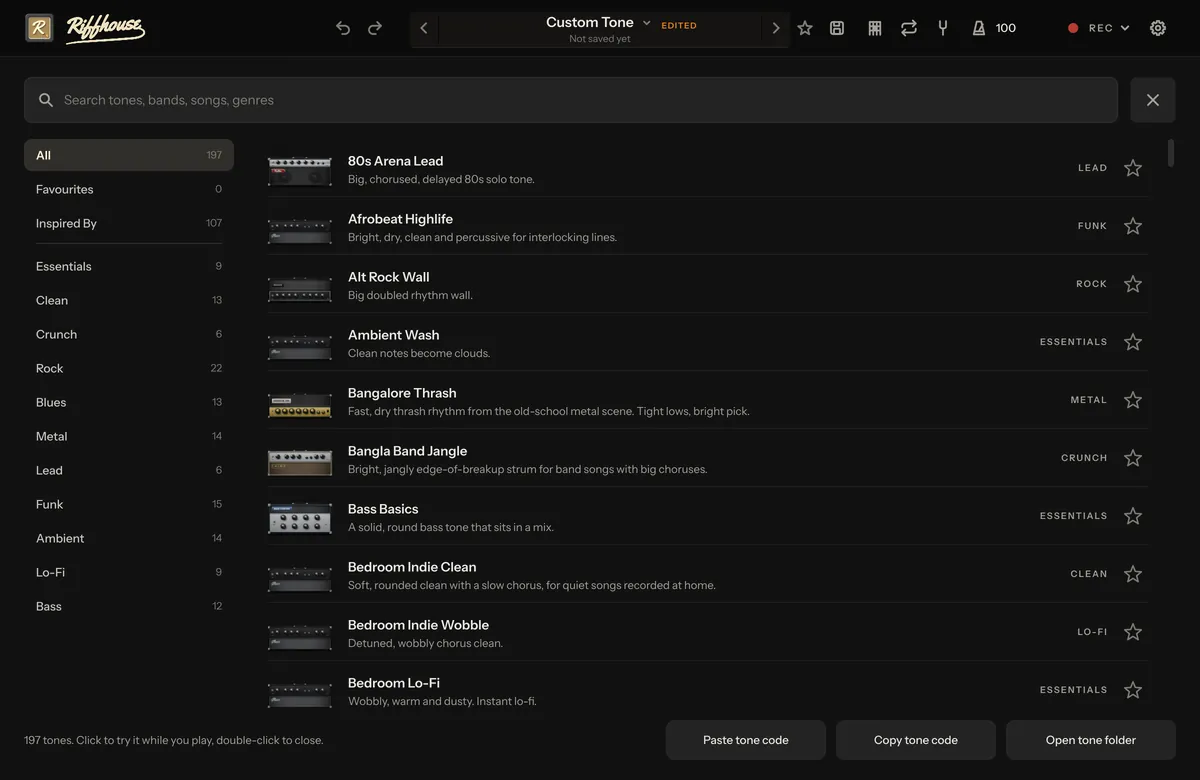 R Riffhouse
Custom Tone EDITED
Not saved yet
100
REC
Search tones, bands, songs, genres
All 197
Favourites 0
Inspired By 107
Essentials 9
Clean 13
Crunch 6
Rock 22
Blues 13
Metal 14
Lead 6
Funk 15
Ambient 14
Lo-Fi 9
Bass 12
80s Arena Lead
Big, chorused, delayed 80s solo tone.
LEAD
Afrobeat Highlife
Bright, dry, clean and percussive for interlocking lines.
FUNK
Alt Rock Wall
Big doubled rhythm wall.
ROCK
Ambient Wash
Clean notes become clouds.
ESSENTIALS
Bangalore Thrash
Fast, dry thrash rhythm from the old-school metal scene. Tight lows, bright pick.
METAL
Bangla Band Jangle
Bright, jangly edge-of-breakup strum for band songs with big choruses.
CRUNCH
Bass Basics
A solid, round bass tone that sits in a mix.
ESSENTIALS
Bedroom Indie Clean
Soft, rounded clean with a slow chorus, for quiet songs recorded at home.
CLEAN
Bedroom Indie Wobble
Detuned, wobbly chorus clean.
LO-FI
Bedroom Lo-Fi
Wobbly, warm and dusty. Instant lo-fi.
ESSENTIALS
197 tones. Click to try it while you play, double-click to close.
Paste tone code
Copy tone code
Open tone folder